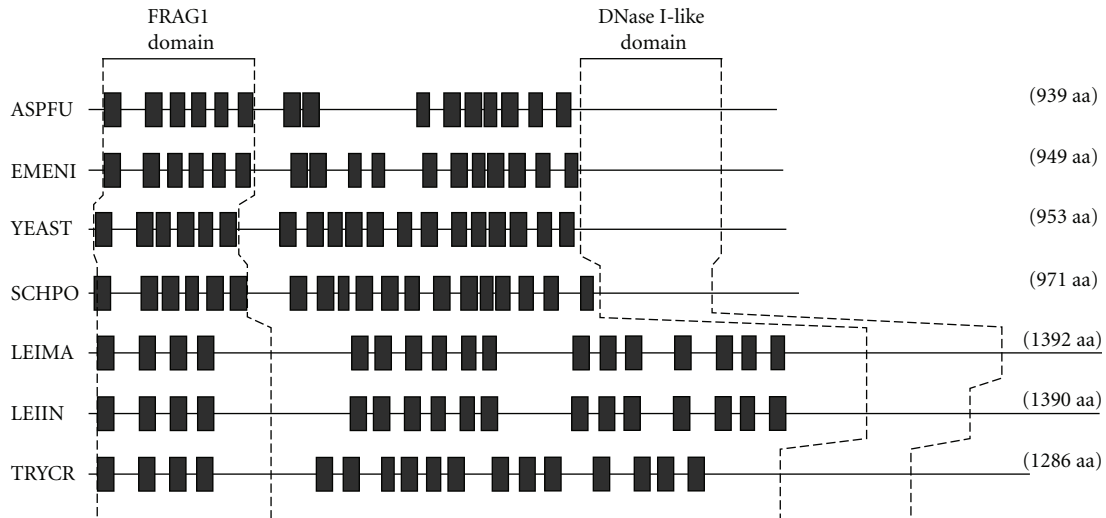 FRAG1
domain
DNase I-like
domain
ASPFU (939 aa)
EMENI (949 aa)
YEAST (953 aa)
SCHPO (971 aa)
LEIMA (1392 aa)
LEIIN (1390 aa)
TRYCR (1286 aa)